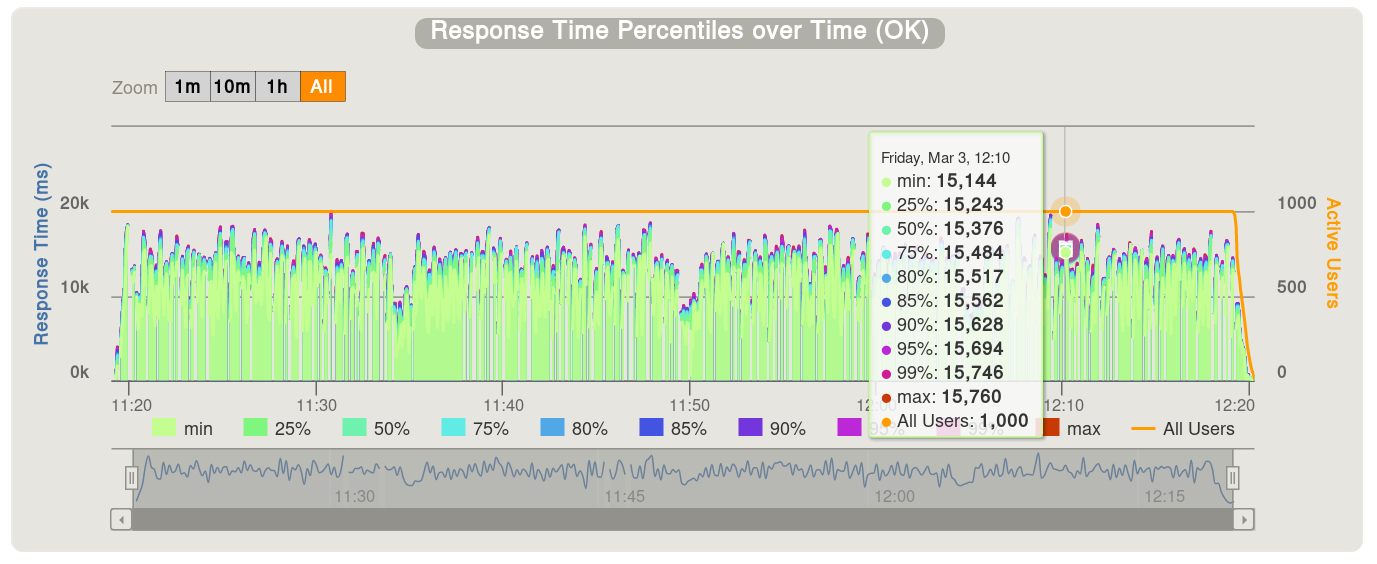 Response Time Percentiles over Time (OK)
Zoom 1m 10m 1h All
Response Time (ms)
20k
10k
0k
1000
500
0
Active Users
Friday, Mar 3, 12:10
min: 15,144
25%: 15,243
50%: 15,376
75%: 15,484
80%: 15,517
85%: 15,562
90%: 15,628
95%: 15,694
99%: 15,746
max: 15,760
All Users: 1,000
11:20 11:30 11:40 11:50 12:00 12:10 12:20
min 25% 50% 75% 80% 85% 90% 95% 99% max All Users
11:30 11:45 12:00 12:15